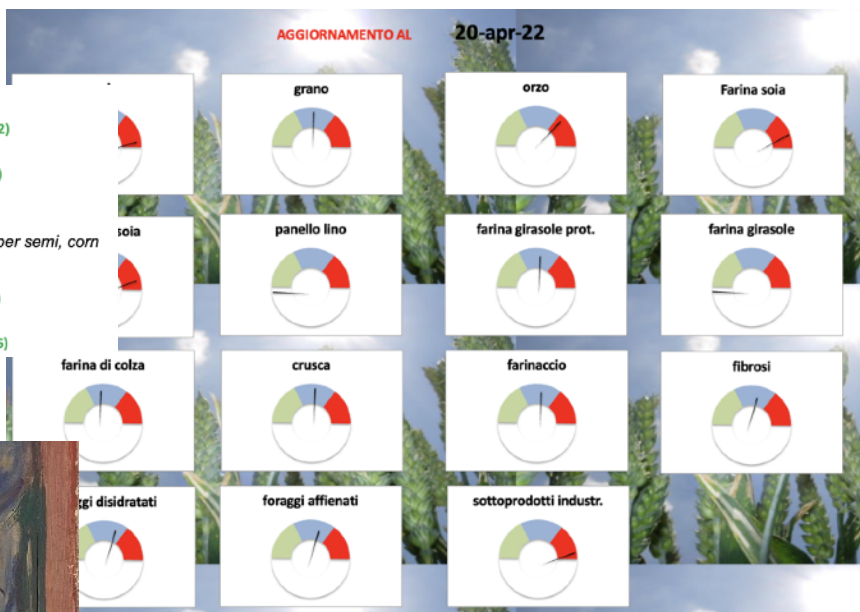 AGGIORNAMENTO AL 20-apr-22
grano
orzo
Farina soia
2)
)
per semi, corn
)
6)
soia
panello lino
farina girasole prot.
farina girasole
farina di colza
crusca
farinaccio
fibrosi
ggi disidratati
foraggi affienati
sottoprodotti industr.